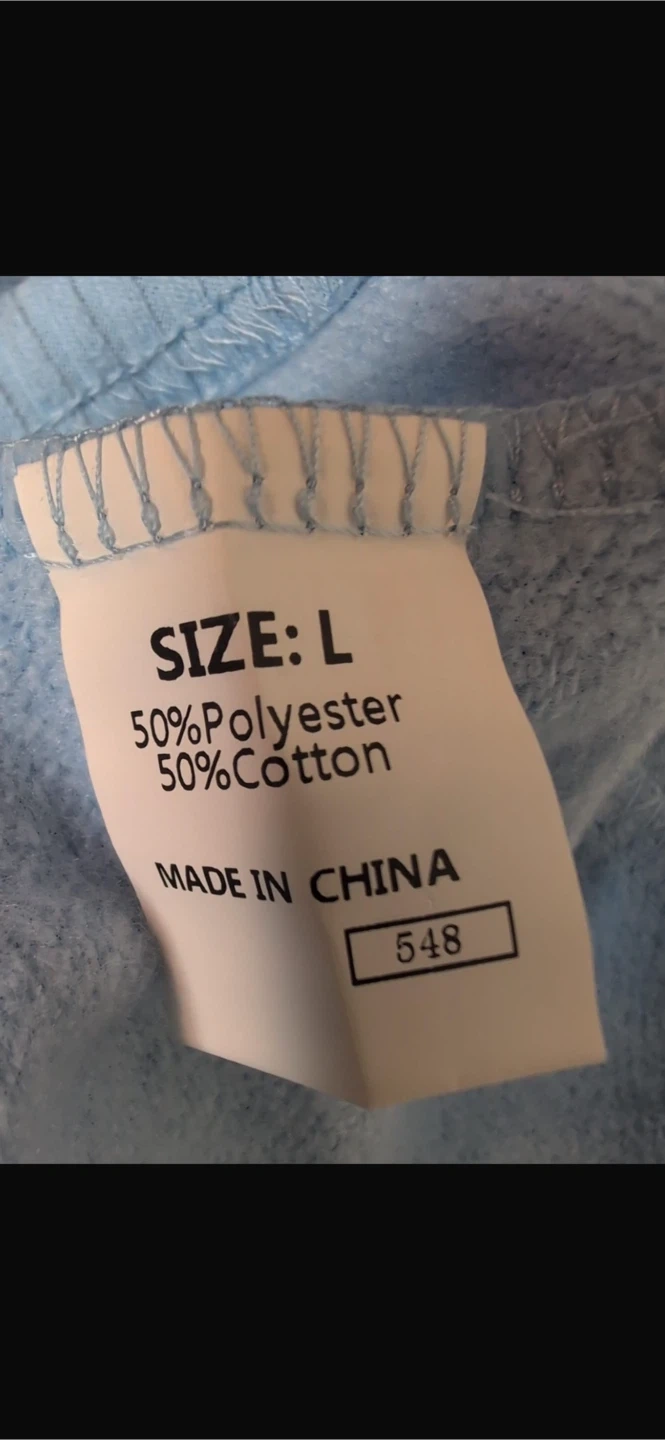 SIZE: L
50%Polyester
50%Cotton
MADE IN CHINA
548